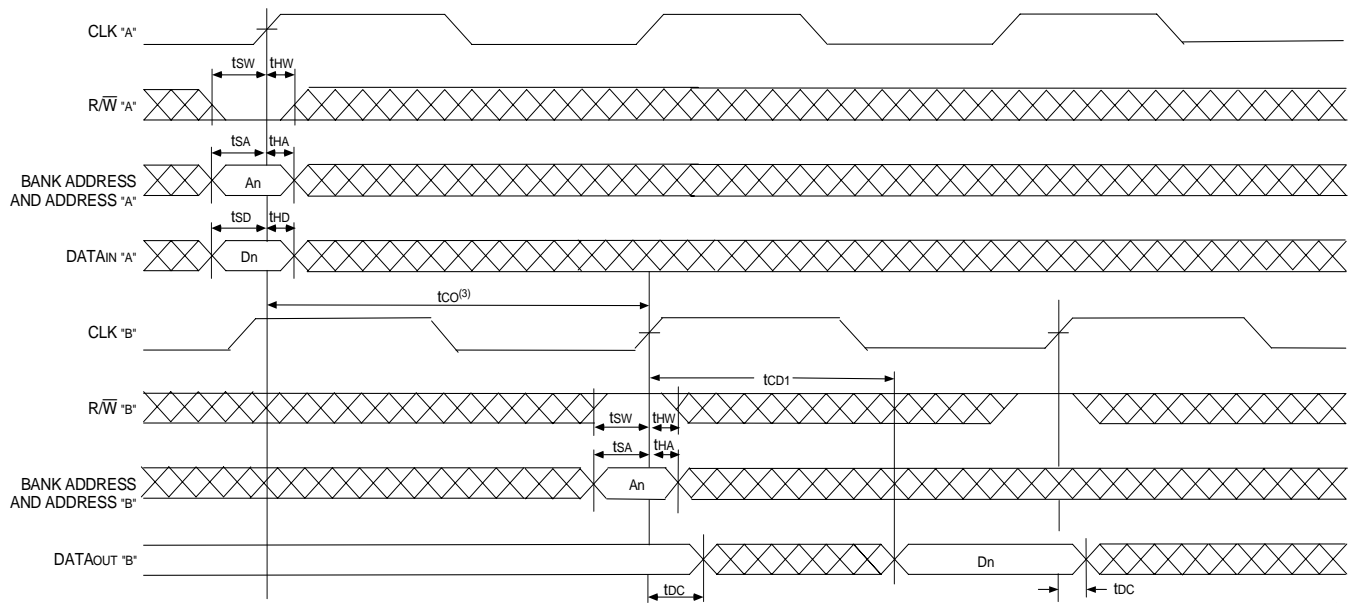 CLK "A"
tSW tHW
R/W̅ "A"
tSA tHA
BANK ADDRESS
AND ADDRESS "A"
An
tSD tHD
DATAIN "A"
Dn
tCO(3)
CLK "B"
tCD1
R/W̅ "B"
tSW tHW
tSA tHA
BANK ADDRESS
AND ADDRESS "B"
An
DATAOUT "B"
Dn
tDC tDC